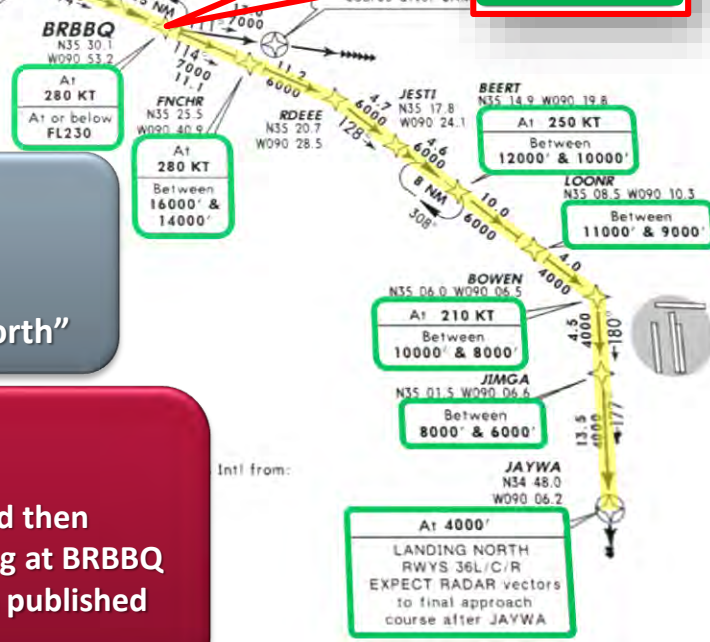 NM
111°
7000
BRBBQ
N35 30.1
W090 53.2
At
280 KT
At or below
FL230
114°
7000
11.1
FNCHR
N35 25.5
W090 40.9
At
280 KT
Between
16000' &
14000'
11.2
6000
RDEEE
N35 20.7
W090 28.5
4.7
6000
128°
JESTI
N35 17.8
W090 24.1
4.6
6000
BEERT
N35 14.9 W090 19.8
At 250 KT
Between
12000' & 10000'
8 NM
308°
10.0
6000
LOONR
N35 08.5 W090 10.3
Between
11000' & 9000'
4.0
4000
BOWEN
N35 06.0 W090 06.5
At 210 KT
Between
10000' & 8000'
4.5
4000
180°
JIMGA
N35 01.5 W090 06.6
Between
8000' & 6000'
13.5
4000
177°
JAYWA
N34 48.0
W090 06.2
At 4000'
LANDING NORTH
RWYS 36L/C/R
EXPECT RADAR vectors
to final approach
course after JAYWA
orth”
Intl from:
d then
g at BRBBQ
published